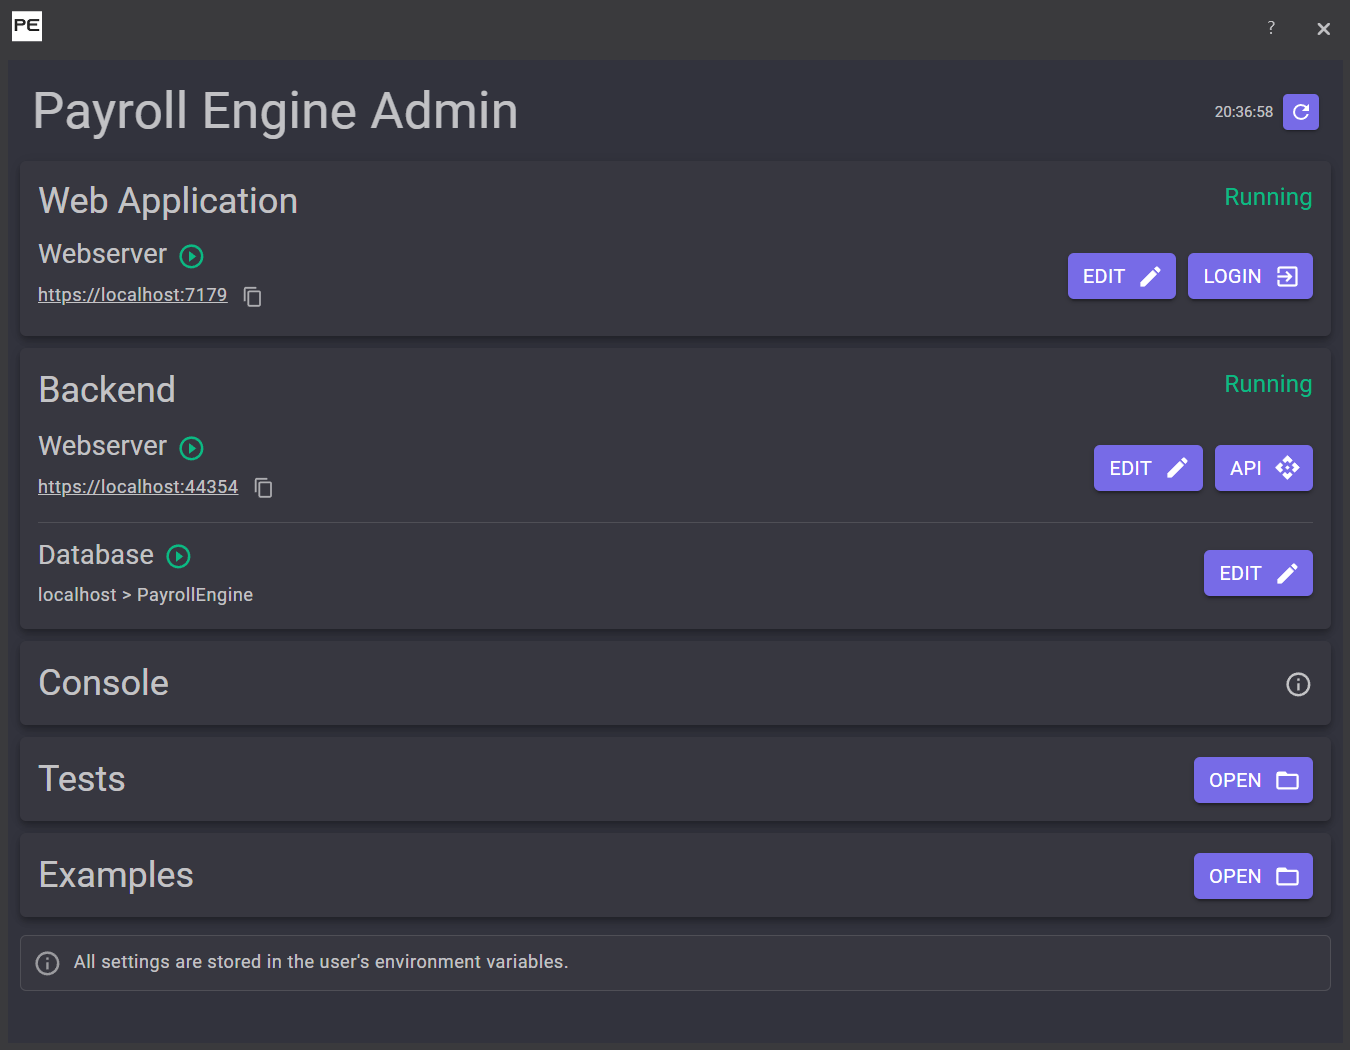 PE
?
Payroll Engine Admin
20:36:58
Web Application
Running
Webserver
https://localhost:7179
EDIT
LOGIN
Backend
Running
Webserver
https://localhost:44354
EDIT
API
Database
localhost > PayrollEngine
EDIT
Console
Tests
OPEN
Examples
OPEN
All settings are stored in the user's environment variables.